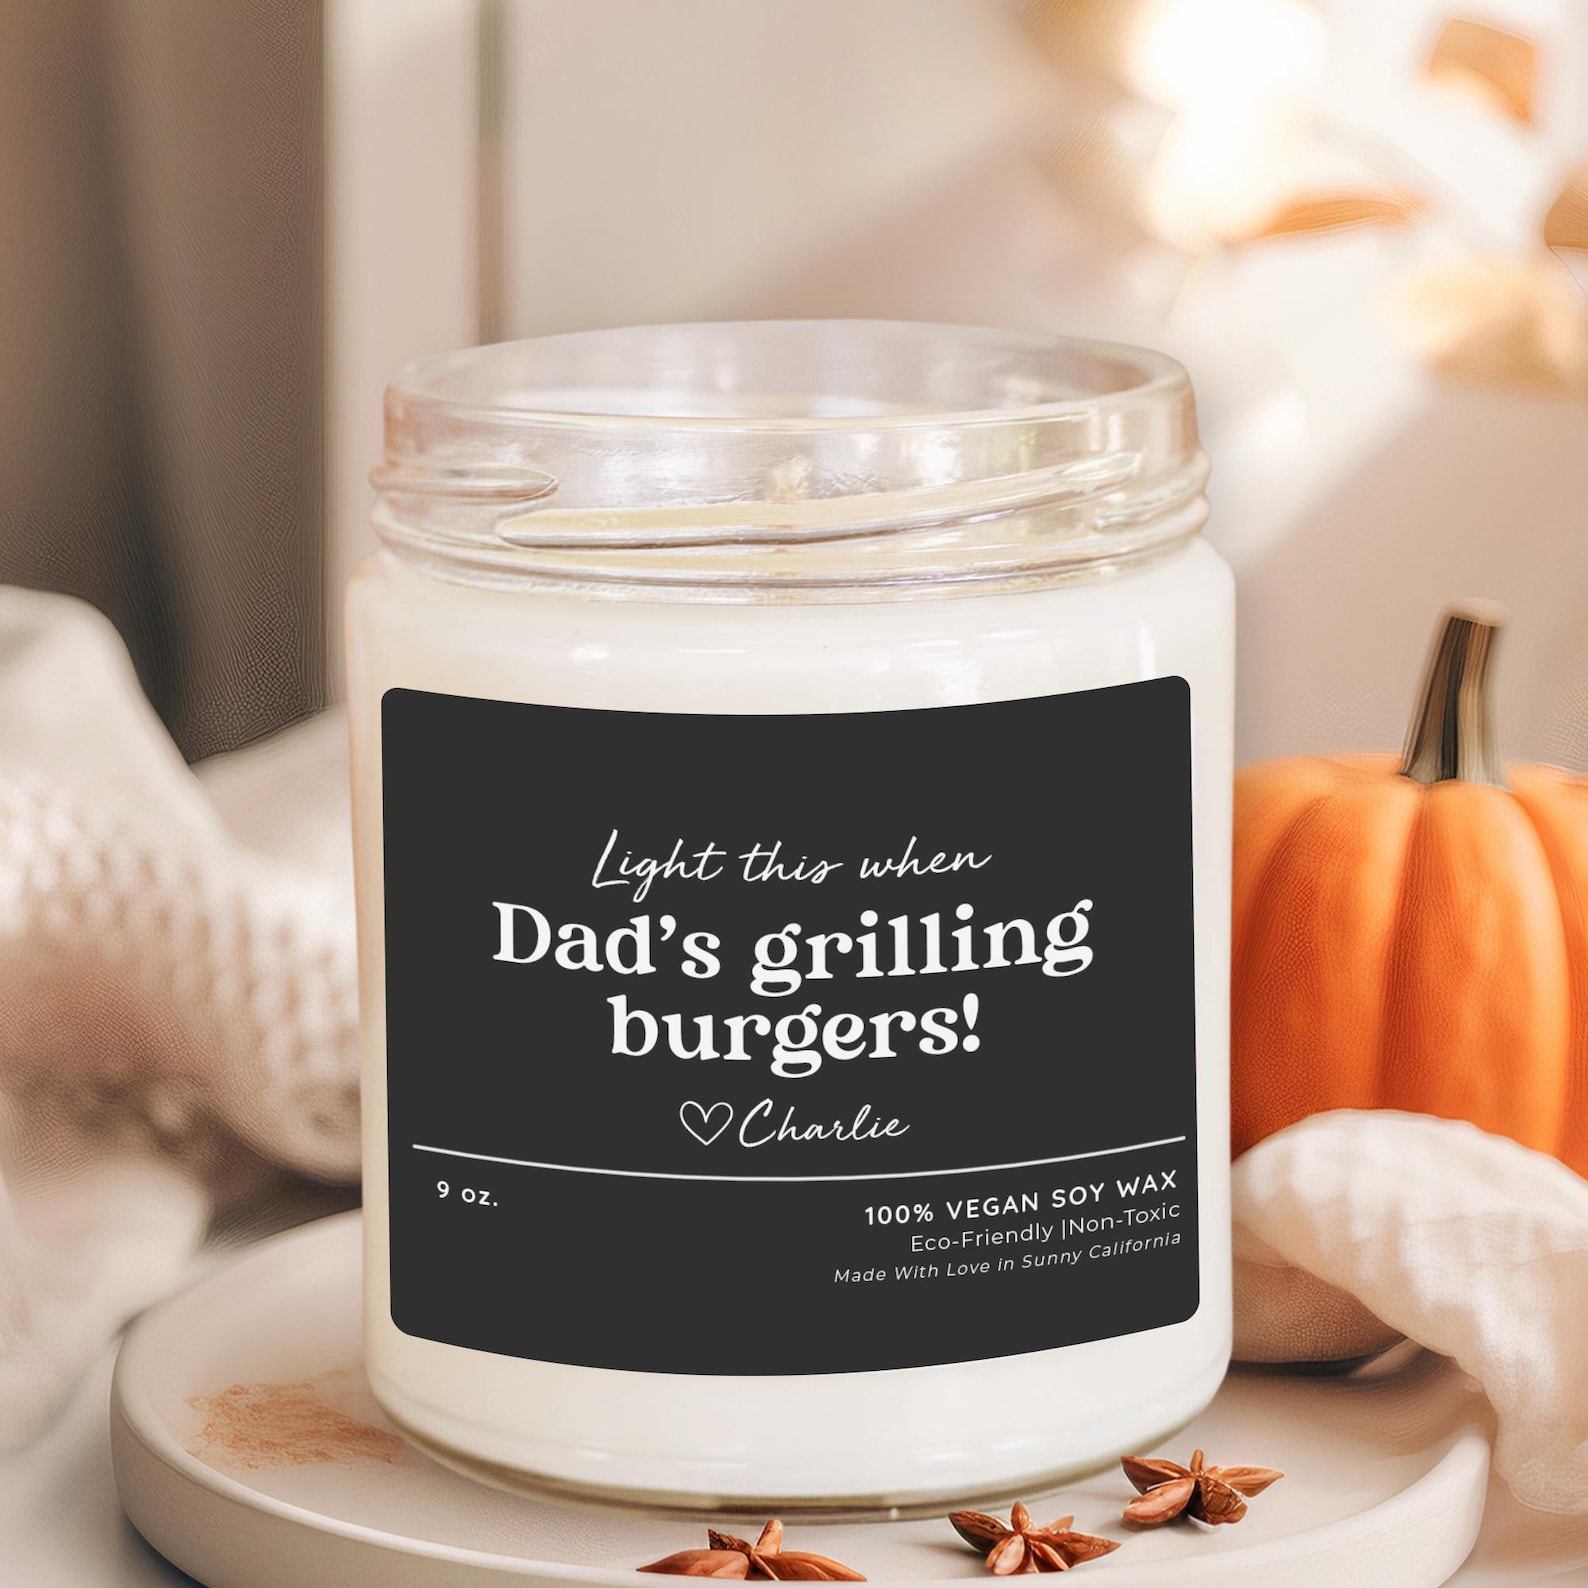 Light this when
Dad’s grilling
burgers!
♡Charlie
9 oz.
100% VEGAN SOY WAX
Eco-Friendly |Non-Toxic
Made With Love in Sunny California